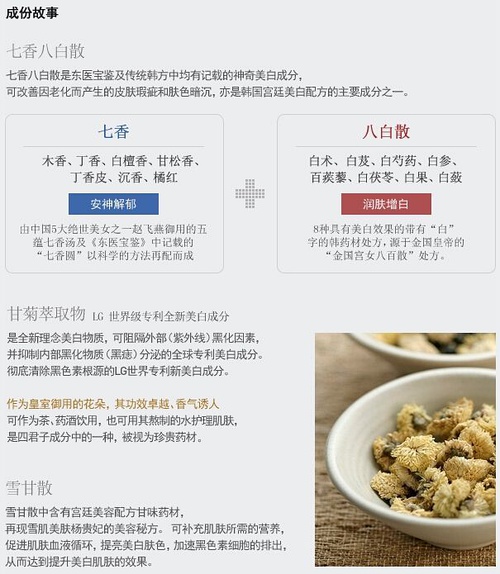 成份故事
七香八白散
七香八白散是东医宝鉴及传统韩方中均有记载的神奇美白成分，
可改善因老化而产生的皮肤瑕疵和肤色暗沉，亦是韩国宫廷美白配方的主要成分之一。
七香
木香、丁香、白檀香、甘松香、
丁香皮、沉香、橘红
安神解郁
由中国5大绝世美女之一赵飞燕御用的五
蕴七香汤及《东医宝鉴》中记载的
“七香圆”以科学的方法再配而成
八白散
白术、白芨、白芍药、白参、
百蒺藜、白茯苓、白果、白蔹
润肤增白
8种具有美白效果的带有“白”
字的韩药材处方，源于金国皇帝的
“金国宫女八百散”处方。
甘菊萃取物 LG 世界级专利全新美白成分
是全新理念美白物质，可阻隔外部（紫外线）黑化因素，
并抑制内部黑化物质（黑痣）分泌的全球专利美白成分。
彻底清除黑色素根源的LG世界专利新美白成分。
作为皇室御用的花朵，其功效卓越、香气诱人
可作为茶、药酒饮用，也可用其熬制的水护理肌肤，
是四君子成分中的一种，被视为珍贵药材。
雪甘散
雪甘散中含有宫廷美容配方甘味药材，
再现雪肌美肤杨贵妃的美容秘方。 可补充肌肤所需的营养，
促进肌肤血液循环，提亮美白肤色，加速黑色素细胞的排出，
从而达到提升美白肌肤的效果。